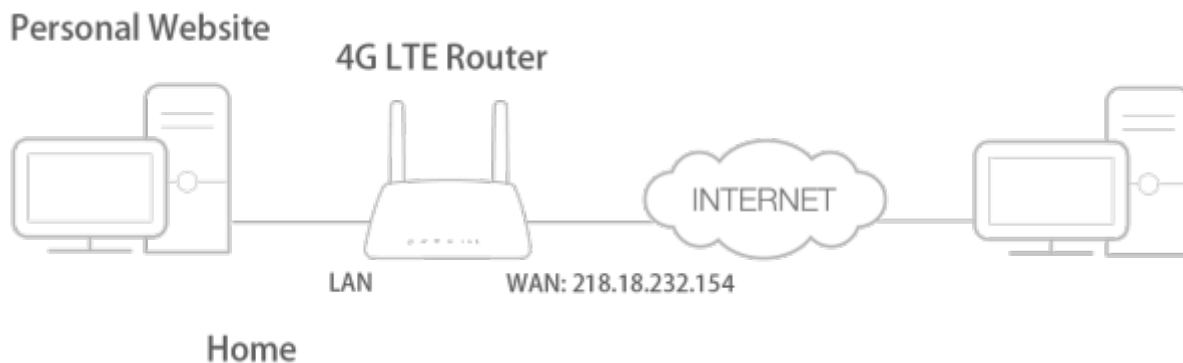 Personal Website
4G LTE Router
INTERNET
LAN
WAN: 218.18.232.154
Home